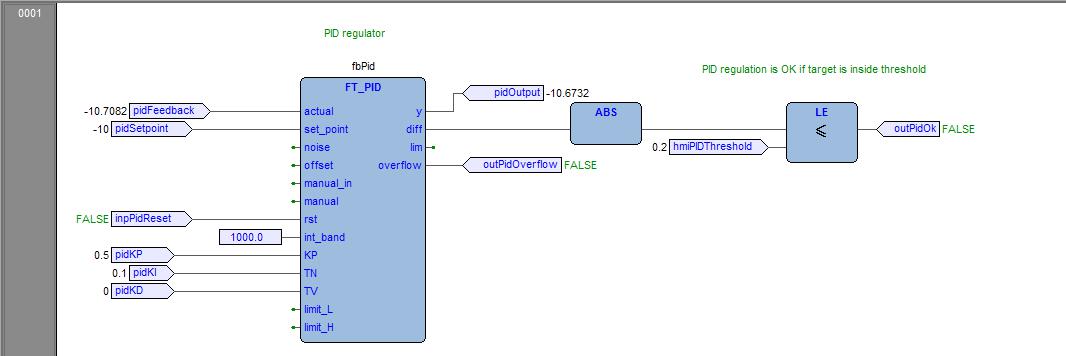 0001
PID regulator
fbPid
PID regulation is OK if target is inside threshold
FT_PID
pidOutput -10.6732
ABS
LE
-10.7082 pidFeedback actual y
-10 pidSetpoint set_point diff
≤ outPidOk FALSE
noise lim
0.2 hmiPIDThreshold
offset overflow outPidOverflow FALSE
manual_in
manual
FALSE inpPidReset rst
1000.0 int_band
0.5 pidKP KP
0.1 pidKI TN
0 pidKD TV
limit_L
limit_H